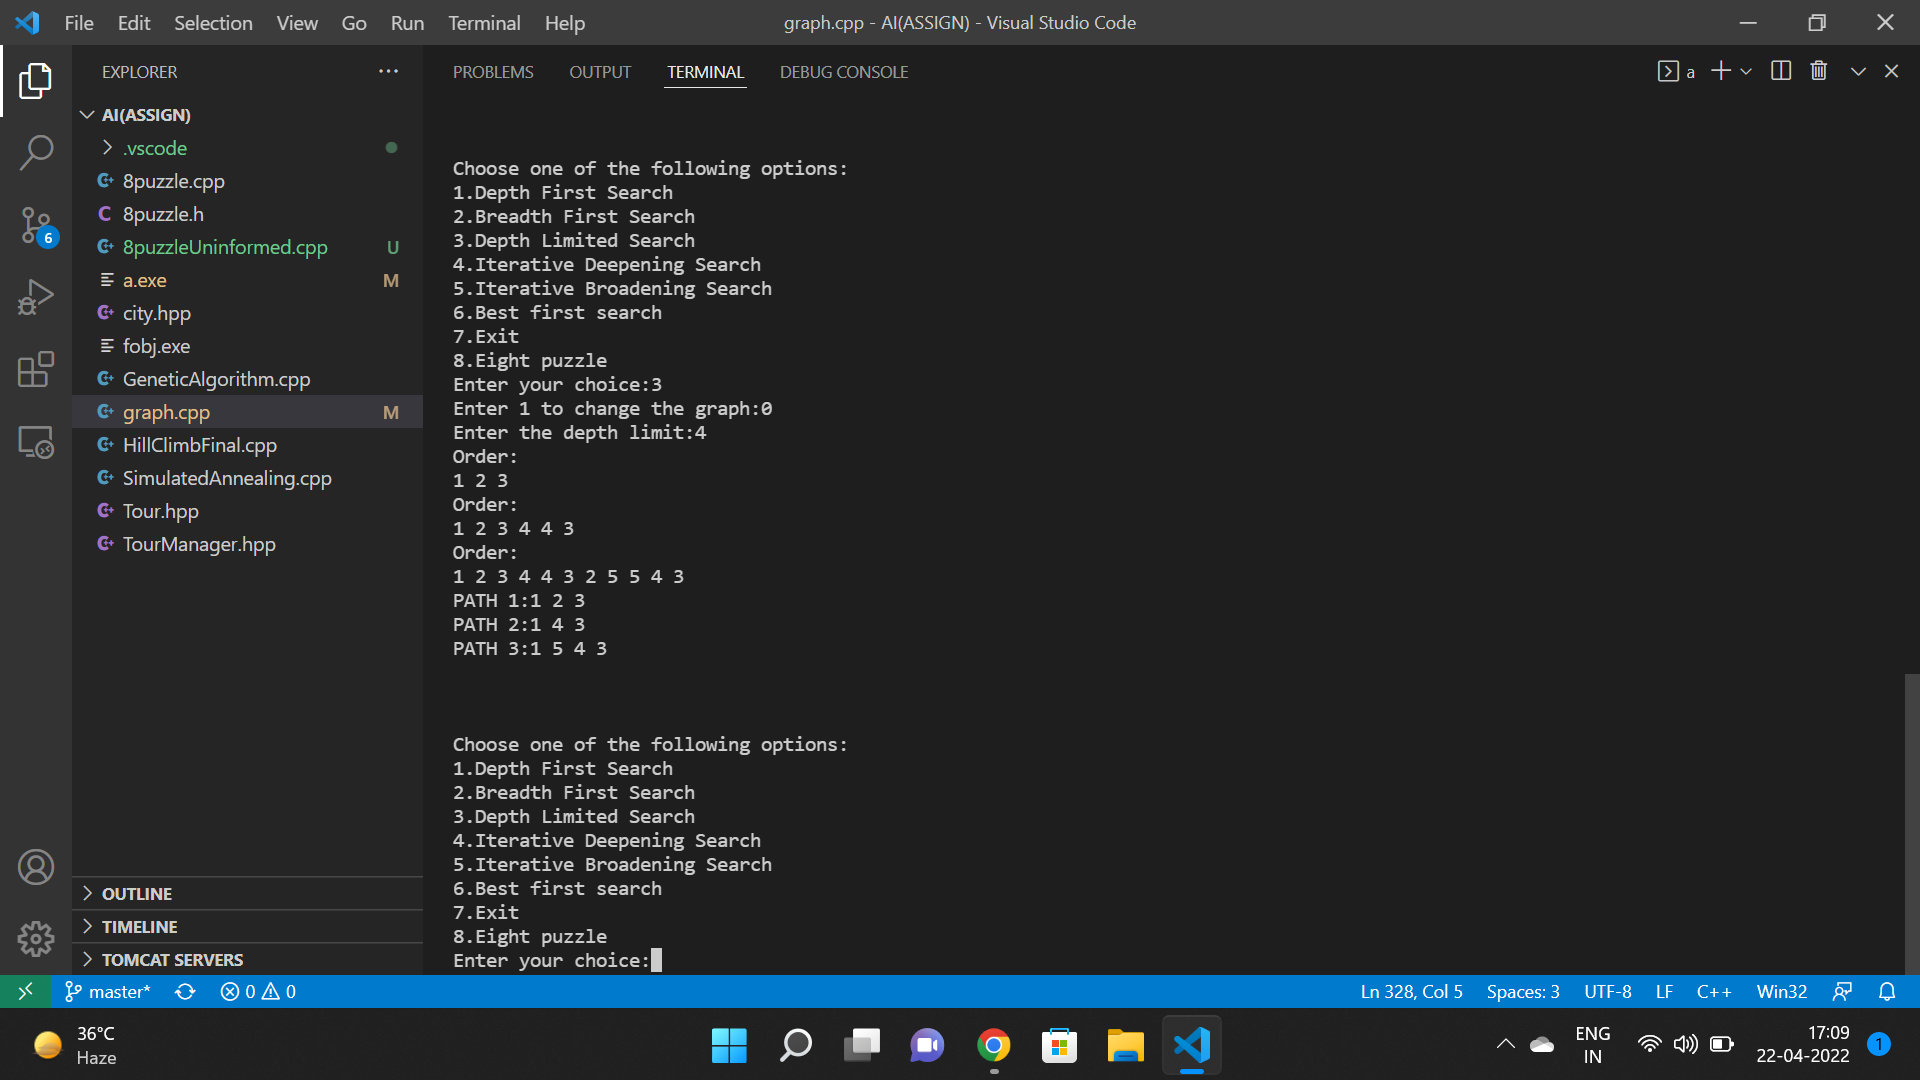 File Edit Selection View Go Run Terminal Help
graph.cpp - AI(ASSIGN) - Visual Studio Code
EXPLORER
AI(ASSIGN)
.vscode
8puzzle.cpp
8puzzle.h
8puzzleUninformed.cpp U
a.exe M
city.hpp
fobj.exe
GeneticAlgorithm.cpp
graph.cpp M
HillClimbFinal.cpp
SimulatedAnnealing.cpp
Tour.hpp
TourManager.hpp
OUTLINE
TIMELINE
TOMCAT SERVERS
6
PROBLEMS OUTPUT TERMINAL DEBUG CONSOLE
a
Choose one of the following options:
1.Depth First Search
2.Breadth First Search
3.Depth Limited Search
4.Iterative Deepening Search
5.Iterative Broadening Search
6.Best first search
7.Exit
8.Eight puzzle
Enter your choice:3
Enter 1 to change the graph:0
Enter the depth limit:4
Order:
1 2 3
Order:
1 2 3 4 4 3
Order:
1 2 3 4 4 3 2 5 5 4 3
PATH 1:1 2 3
PATH 2:1 4 3
PATH 3:1 5 4 3
Choose one of the following options:
1.Depth First Search
2.Breadth First Search
3.Depth Limited Search
4.Iterative Deepening Search
5.Iterative Broadening Search
6.Best first search
7.Exit
8.Eight puzzle
Enter your choice:
master* 0 0
Ln 328, Col 5 Spaces: 3 UTF-8 LF C++ Win32
36°C
Haze
ENG
IN
17:09
22-04-2022
1